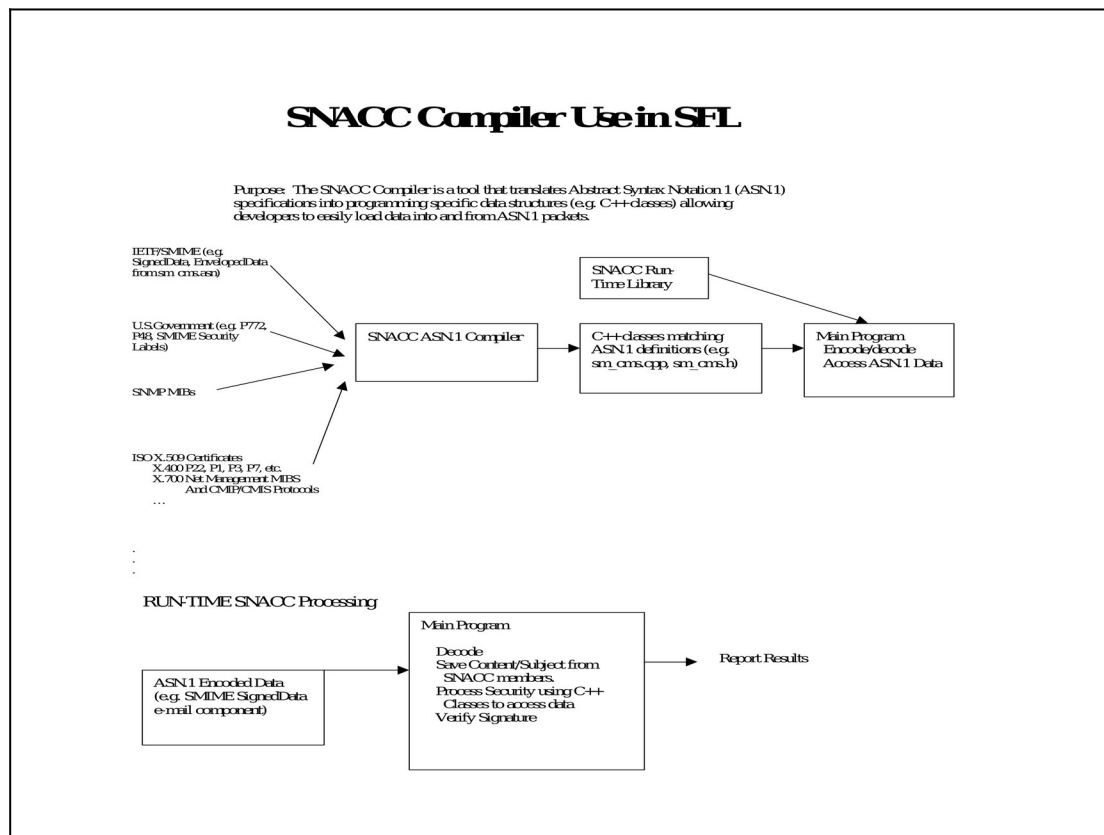 SNACC Compiler Use in SFL
Purpose: The SNACC Compiler is a tool that translates Abstract Syntax Notation 1 (ASN.1)
specifications into programming specific data structures (e.g. C++ classes) allowing
developers to easily load data into and from ASN.1 packets.
IETF/SMIME (e.g.
SignedData, EnvelopedData
from sm_cms.asn)
SNACC Run-
Time Library
U.S. Government (e.g. P772,
P48, SMIME Security
Labels)
SNACC ASN.1 Compiler
C++ classes matching
ASN.1 definitions (e.g.
sm_cms.cpp, sm_cms.h)
Main Program
Encode/decode
Access ASN.1 Data
SNMP MIBs
ISO X.509 Certificates
X.400 P22, P1, P3, P7, etc.
X.700 Net Management MIBS
And CMIP/CMIS Protocols
…
.
.
.
RUN-TIME SNACC Processing
ASN.1 Encoded Data
(e.g. SMIME SignedData
e-mail component)
Main Program
Decode
Save Content/Subject from
SNACC members.
Process Security using C++
Classes to access data
Verify Signature
Report Results